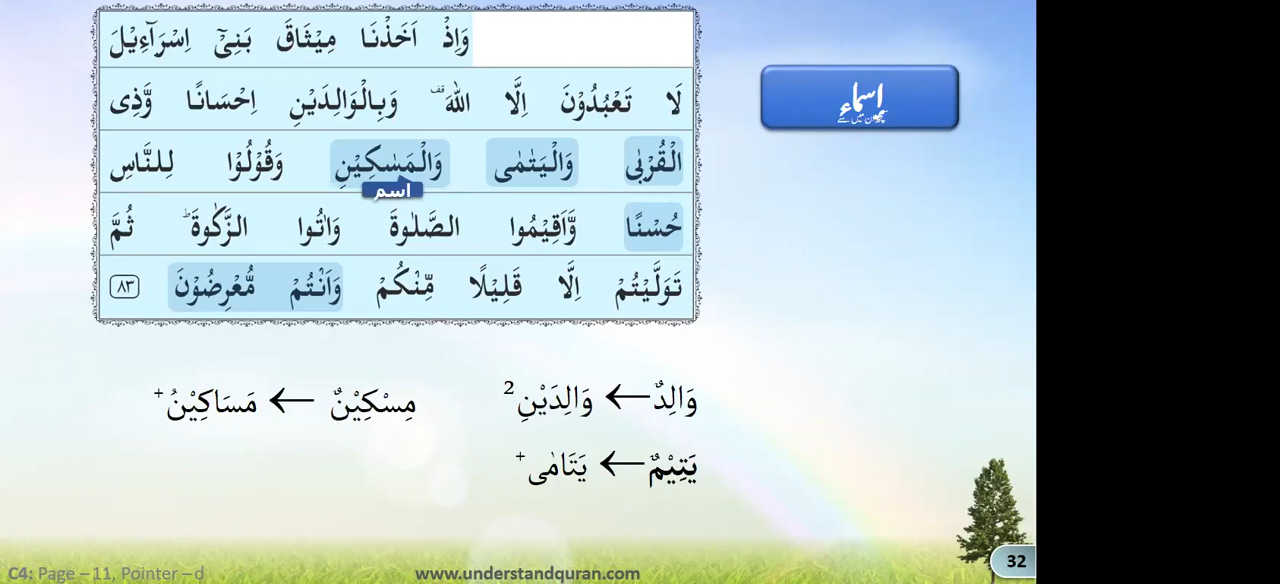 وَاِذْ اَخَذْنَا مِيْثَاقَ بَنِىْٓ اِسْرَآءِيْلَ
لَا تَعْبُدُوْنَ اِلَّا اللّٰهَ ۫ وَبِالْوَالِدَيْنِ اِحْسَانًا وَّذِى
الْقُرْبٰى وَالْيَتٰمٰى وَالْمَسٰكِيْنِ وَقُوْلُوْا لِلنَّاسِ
اسم
حُسْنًا وَّاَقِيْمُوا الصَّلٰوةَ وَاٰتُوا الزَّكٰوةَ ؕ ثُمَّ
تَوَلَّيْتُمْ اِلَّا قَلِيْلًا مِّنْكُمْ وَاَنْتُمْ مُّعْرِضُوْنَ ٨٣
اسماء
وَالِدٌ ← وَالِدَيْنِ 2
مِسْكِيْنٌ ← مَسَاكِيْنُ +
يَتِيْمٌ ← يَتَامٰى +
32
C4: Page – 11, Pointer – d
www.understandquran.com